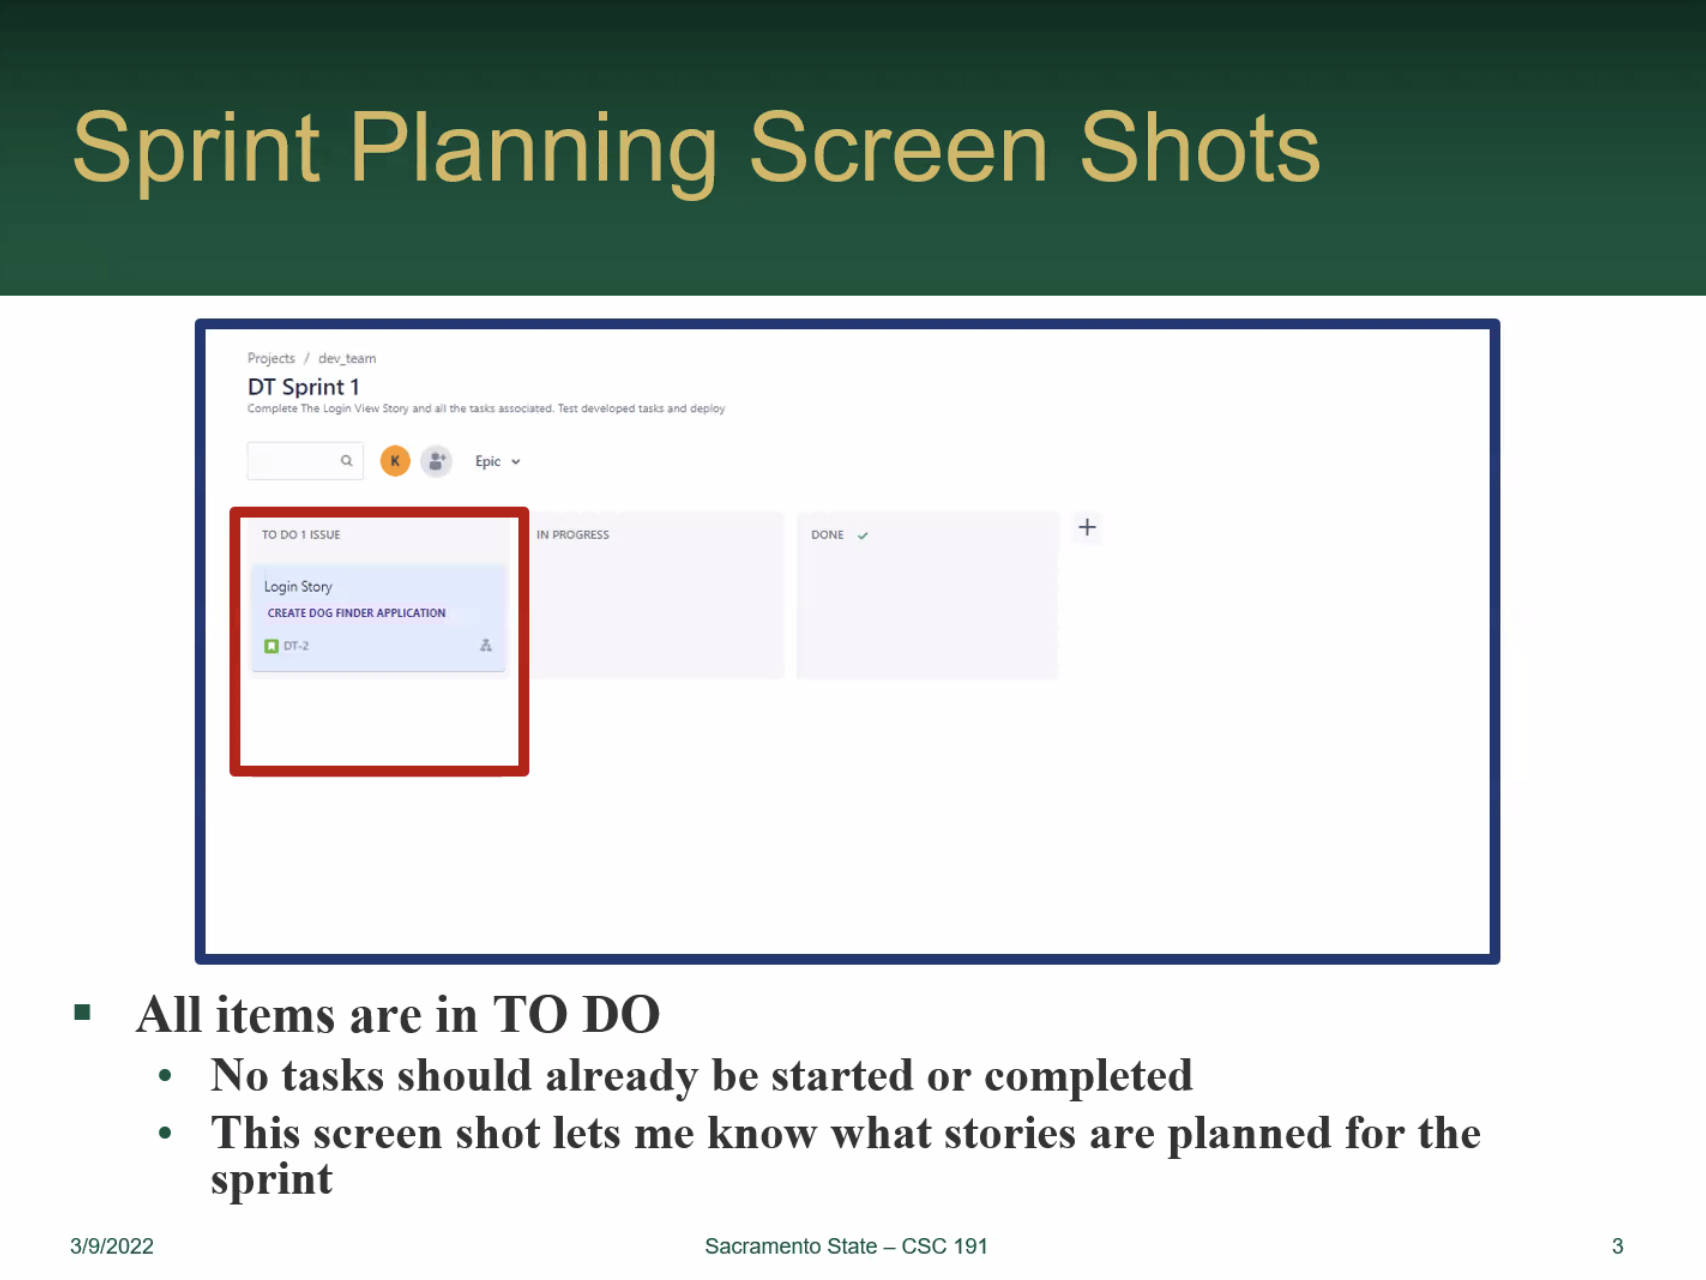 Sprint Planning Screen Shots
Projects / dev_team
DT Sprint 1
Complete The Login View Story and all the tasks associated. Test developed tasks and deploy
K
Epic
TO DO 1 ISSUE
IN PROGRESS
DONE
Login Story
CREATE DOG FINDER APPLICATION
DT-2
All items are in TO DO
No tasks should already be started or completed
This screen shot lets me know what stories are planned for the
sprint
3/9/2022
Sacramento State – CSC 191
3